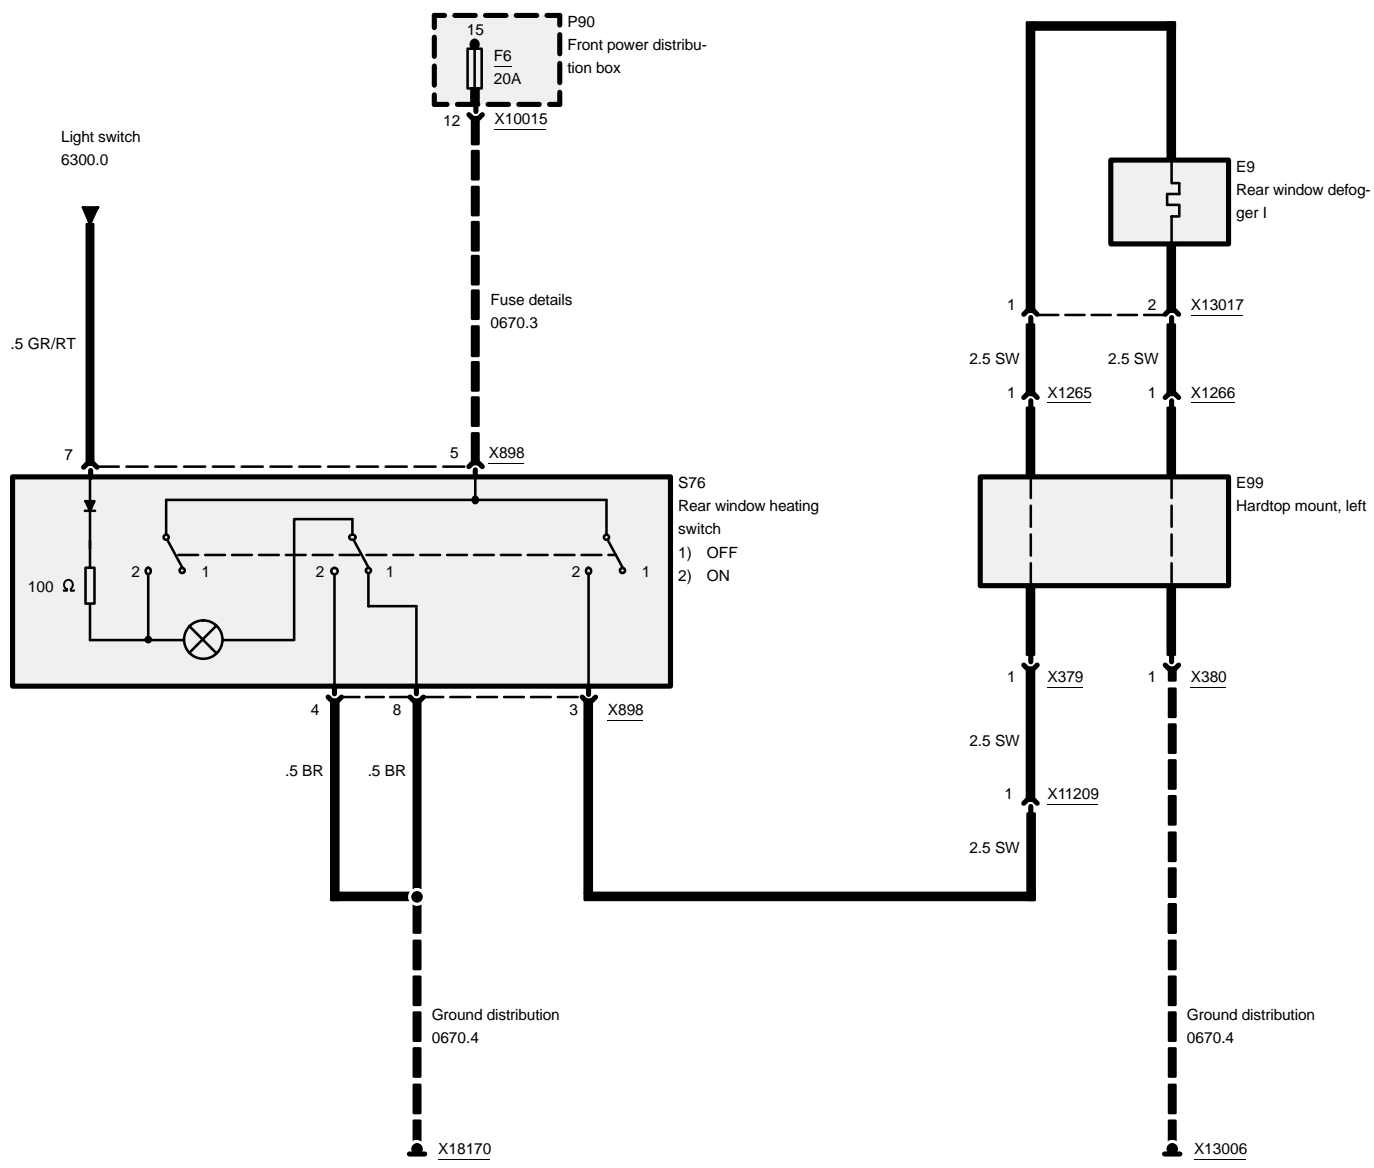 P90
15
Front power distribu-
F6
tion box
20A
12
X10015
Light switch
6300.0
E9
Rear window defog-
ger I
Fuse details
0670.3
1
2
X13017
.5 GR/RT
2.5 SW
2.5 SW
1
X1265
1
X1266
7
5
X898
S76
Rear window heating
switch
1) OFF
2) ON
E99
Hardtop mount, left
2
1
2
1
2
1
100 Ω
1
X379
1
X380
4
8
3
X898
2.5 SW
.5 BR
.5 BR
1
X11209
2.5 SW
Ground distribution
0670.4
Ground distribution
0670.4
X18170
X13006